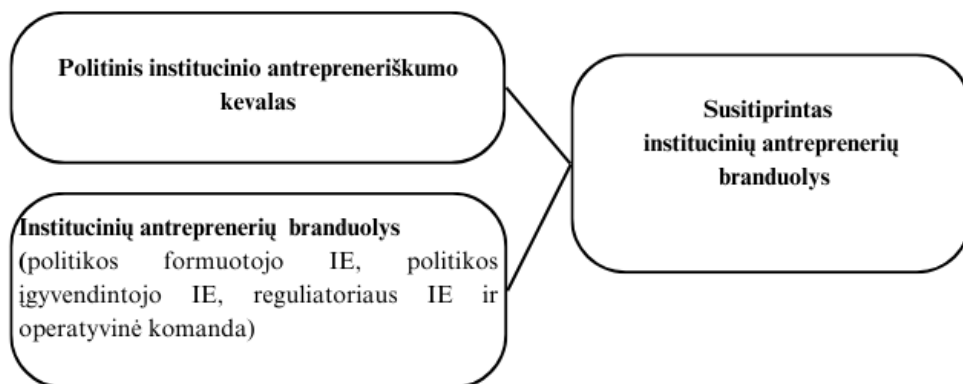 Politinis institucinio antrepreneriškumo
kevalas
Institucinių antreprenerių branduolys
(politikos formuotojo IE, politikos
įgyvendintojo IE, reguliatoriaus IE ir
operatyvinė komanda)
Susitiprintas
institucinių antreprenerių
branduolys